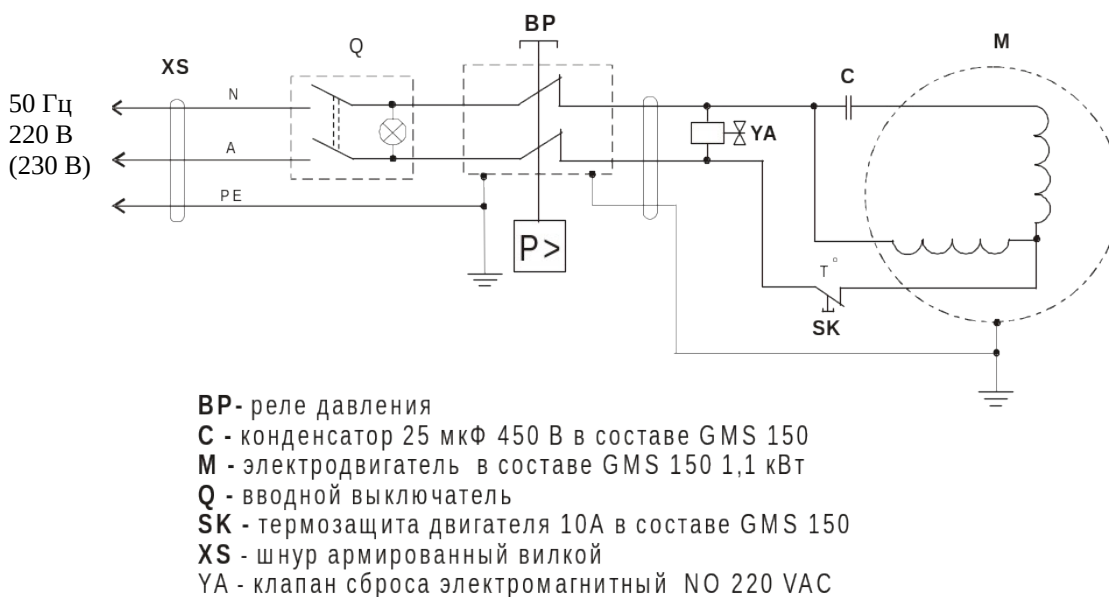 BP
Q
M
XS
C
50 Гц
N
220 В
YA
A
(230 В)
PE
P>
T°
SK
BP- реле давления
C - конденсатор 25 мкФ 450 В в составе GMS 150
M - электродвигатель в составе GMS 150 1,1 кВт
Q - вводной выключатель
SK - термозащита двигателя 10А в составе GMS 150
XS - шнур армированный вилкой
YA - клапан сброса электромагнитный NO 220 VAC